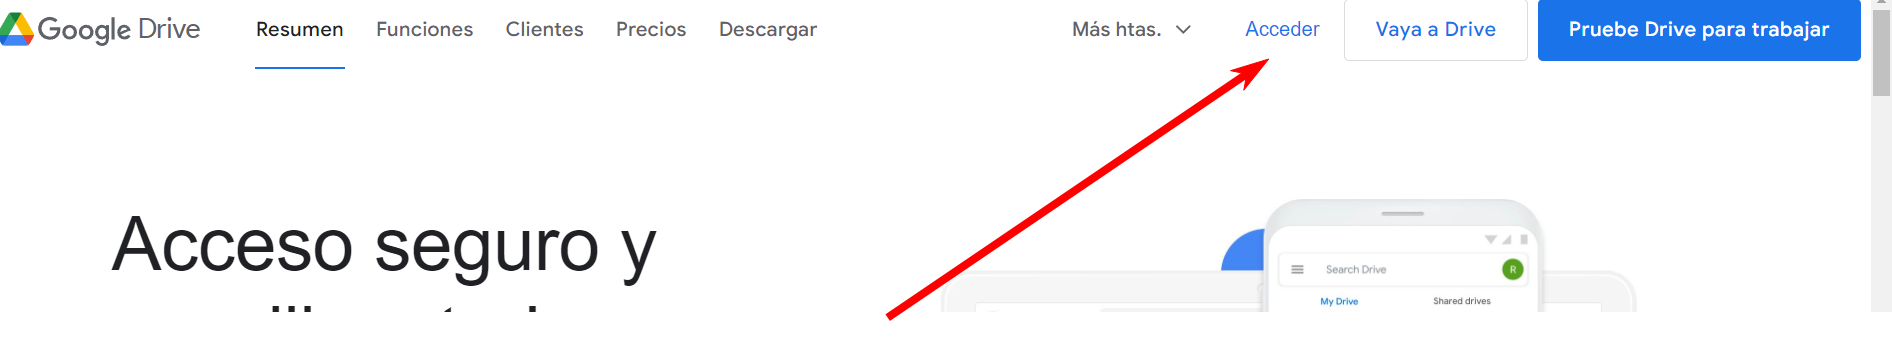 Google Drive Resumen Funciones Clientes Precios Descargar Más htas. Acceder Vaya a Drive Pruebe Drive para trabajar
Acceso seguro y
Search Drive R
My Drive Shared drives